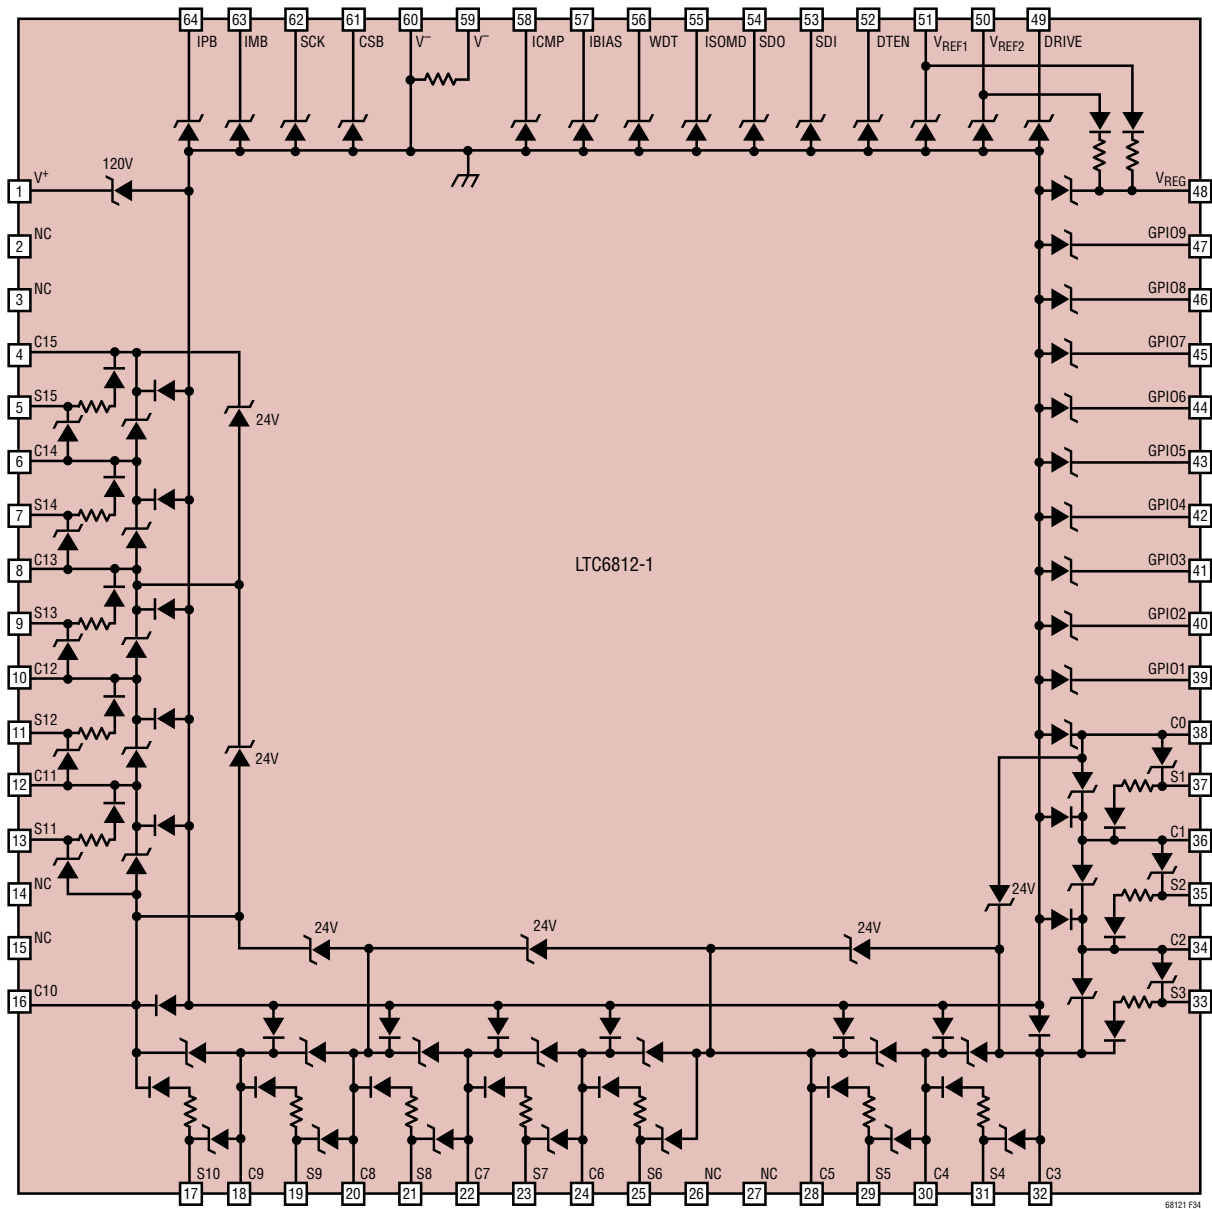 64 63 62 61 60 59 58 57 56 55 54 53 52 51 50 49
IPB IMB SCK CSB V– V– ICMP IBIAS WDT ISOMD SDO SDI DTEN VREF1 VREF2 DRIVE
120V
1 V+
VREG 48
2 NC
GPIO9 47
3 NC
GPIO8 46
4 C15
GPIO7 45
5 S15
24V
GPIO6 44
6 C14
GPIO5 43
7 S14
GPIO4 42
8 C13
LTC6812-1
GPIO3 41
9 S13
GPIO2 40
10 C12
GPIO1 39
11 S12
C0 38
24V
12 C11
S1 37
13 S11
C1 36
14 NC
24V
S2 35
24V 24V 24V
15 NC
C2 34
16 C10
S3 33
S10 C9 S9 C8 S8 C7 S7 C6 S6 NC NC C5 S5 C4 S4 C3
17 18 19 20 21 22 23 24 25 26 27 28 29 30 31 32
68121 F34